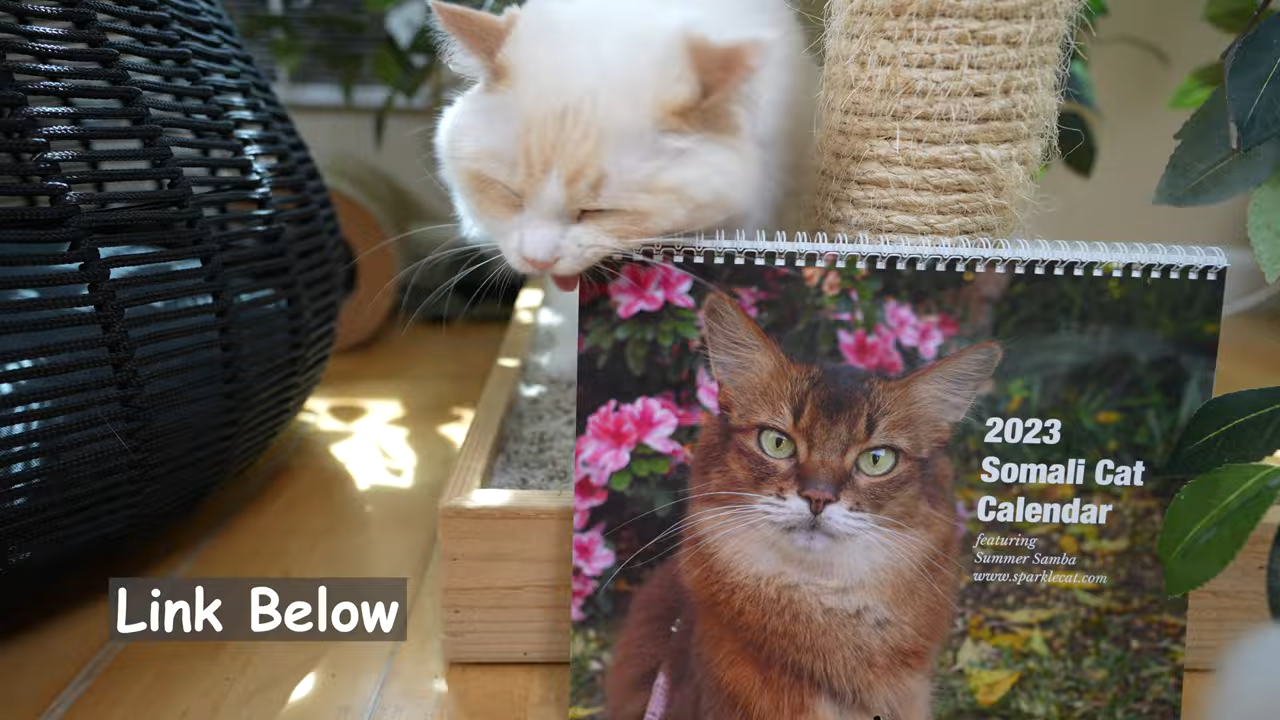 2023
Somali Cat
Calendar
featuring
Summer Samba
www.sparklecat.com
Link Below